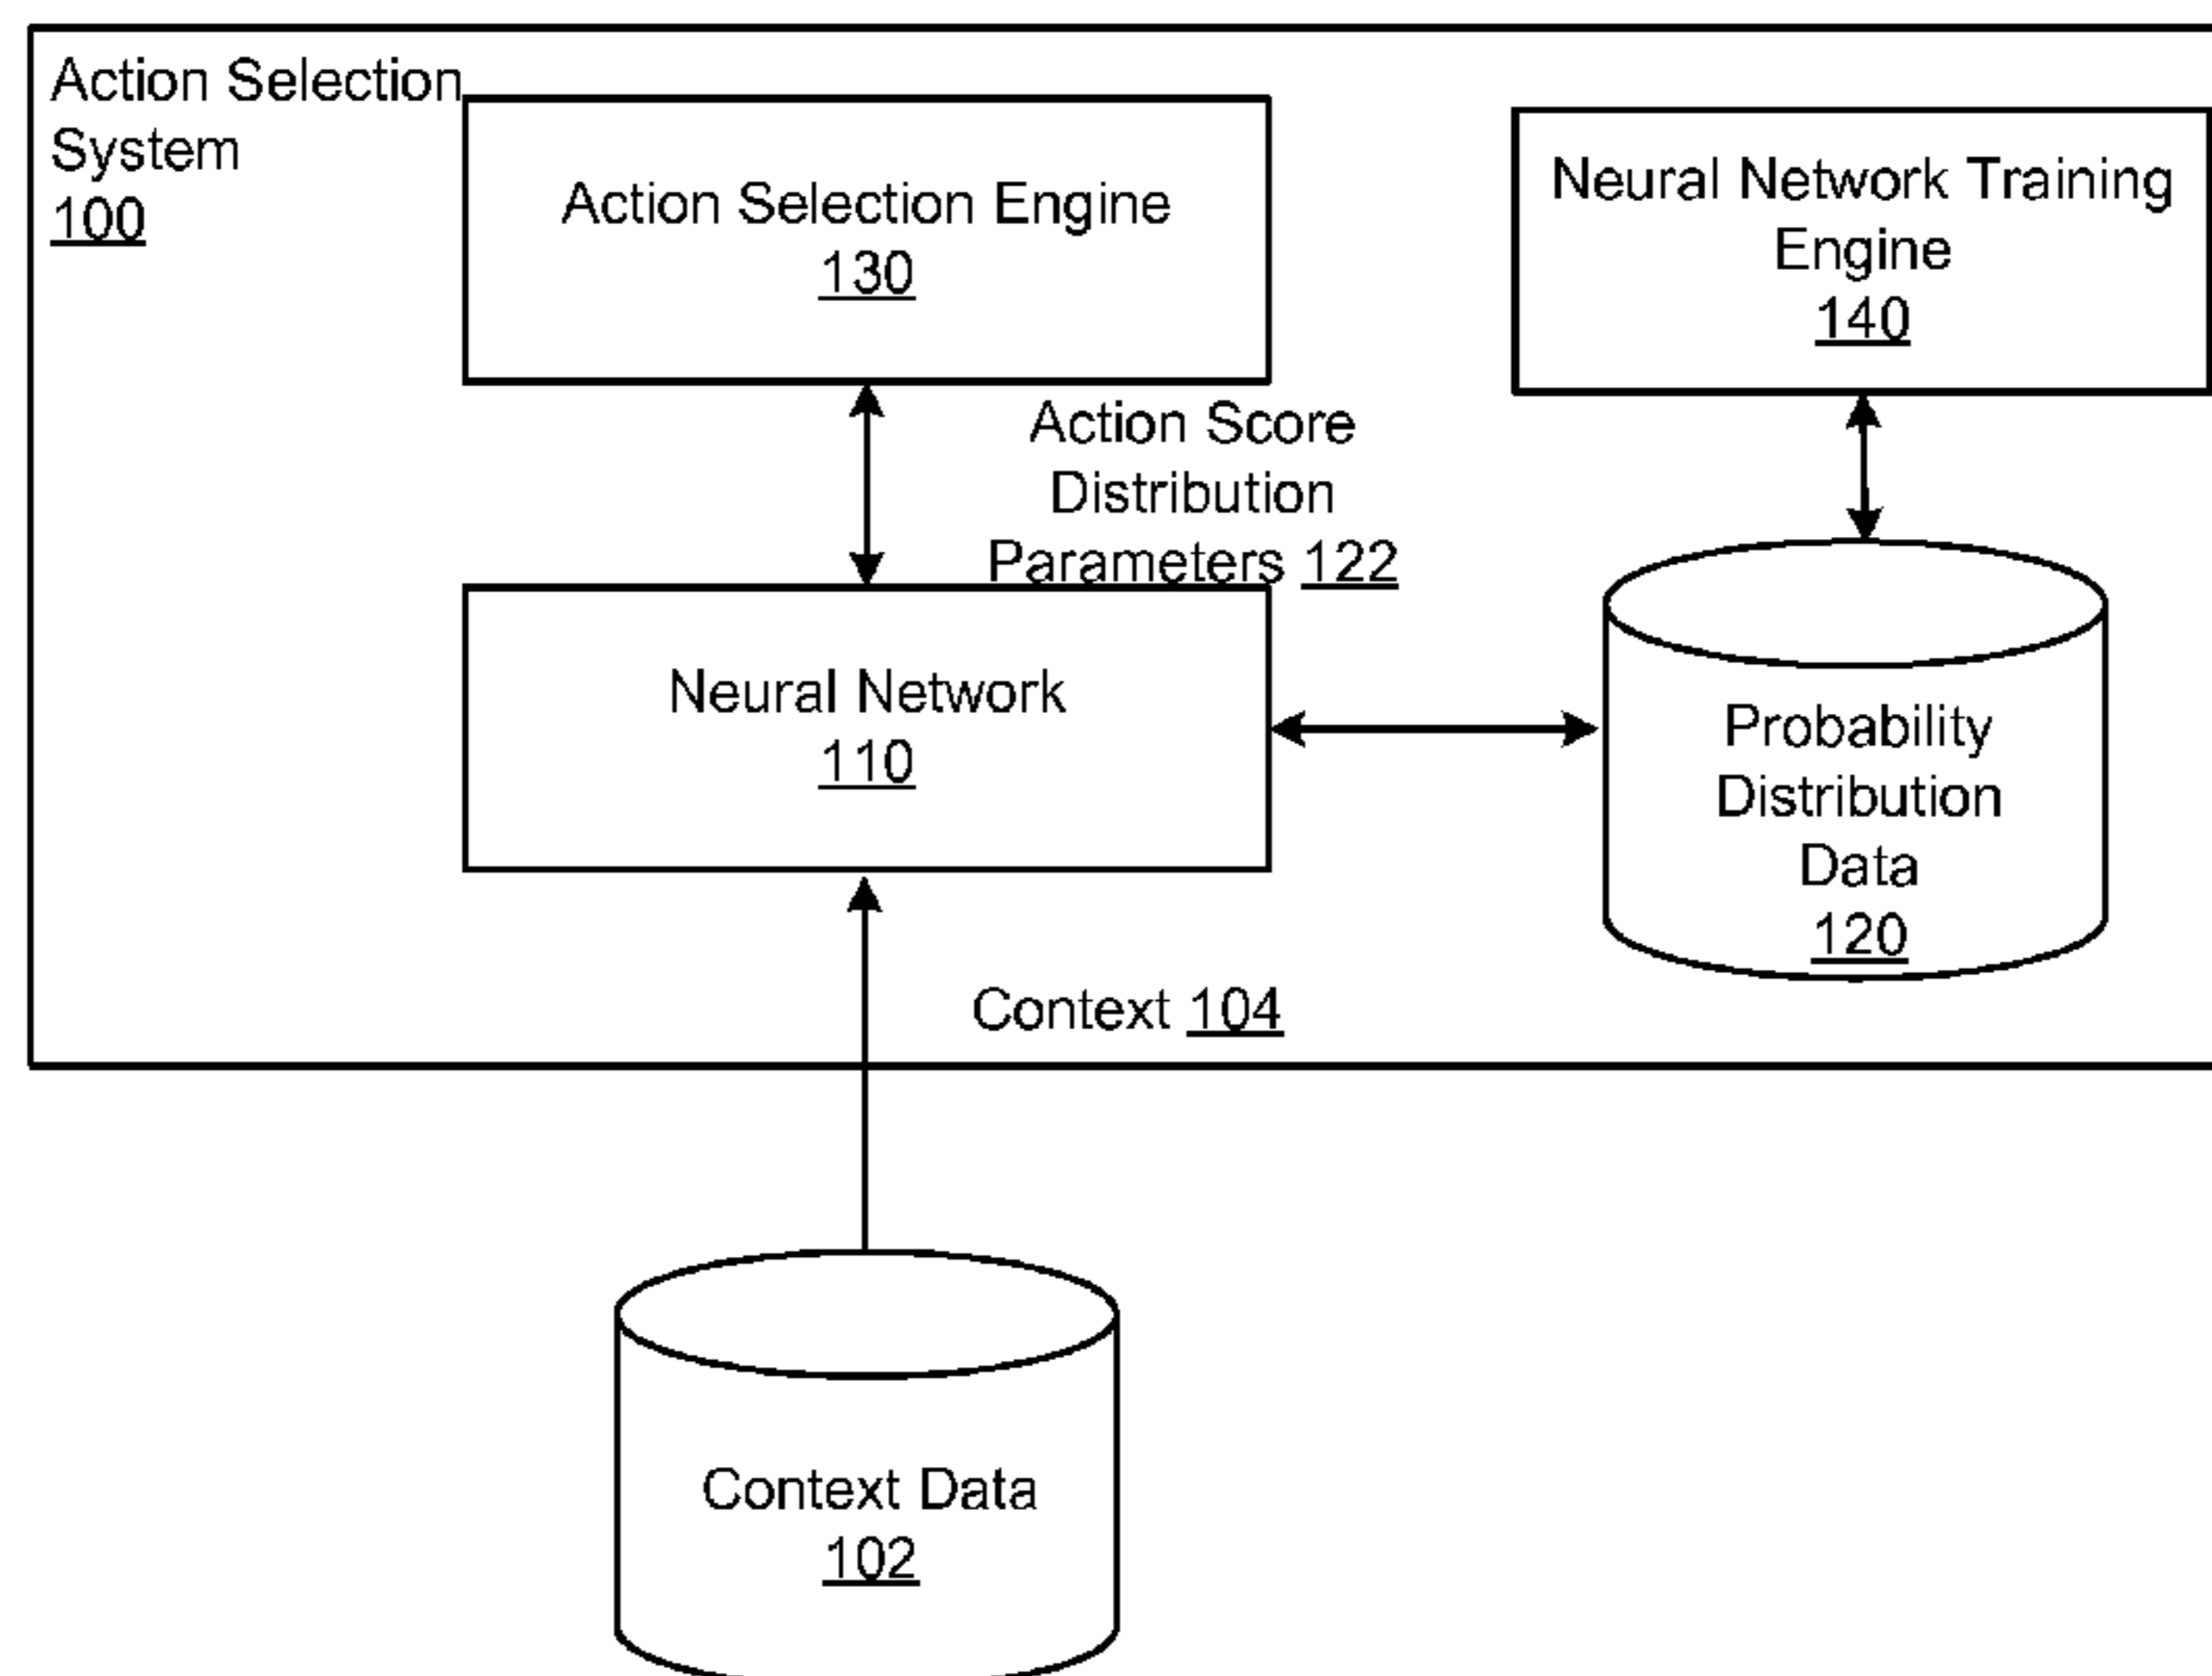 Action Selection
System
100
Action Selection Engine
130
Neural Network Training
Engine
140
Action Score
Distribution
Parameters 122
Neural Network
110
Probability
Distribution
Data
120
Context 104
Context Data
102